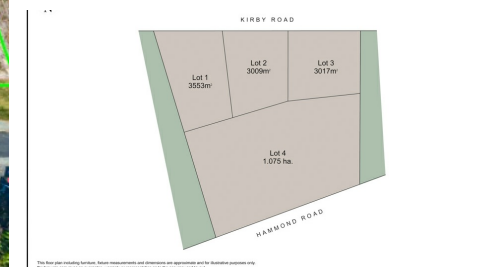 KIRBY ROAD
Lot 1
3553m²
Lot 2
3009m²
Lot 3
3017m²
Lot 4
1.075 ha.
HAMMOND ROAD
This floor plan including furniture, fixture measurements and dimensions are approximate and for illustrative purposes only.